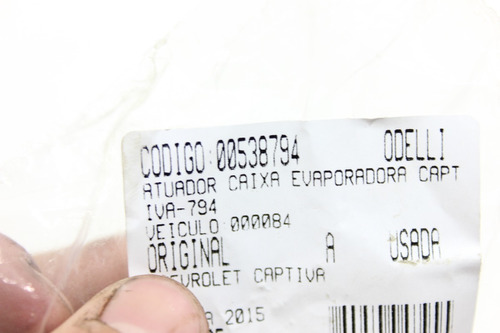 CODIGO:00538794 ODELLI
ATUADOR CAIXA EVAPORADORA CAPT
IVA-794
VEICULO 000084
ORIGINAL A USADA
EVROLET CAPTIVA
A 2015